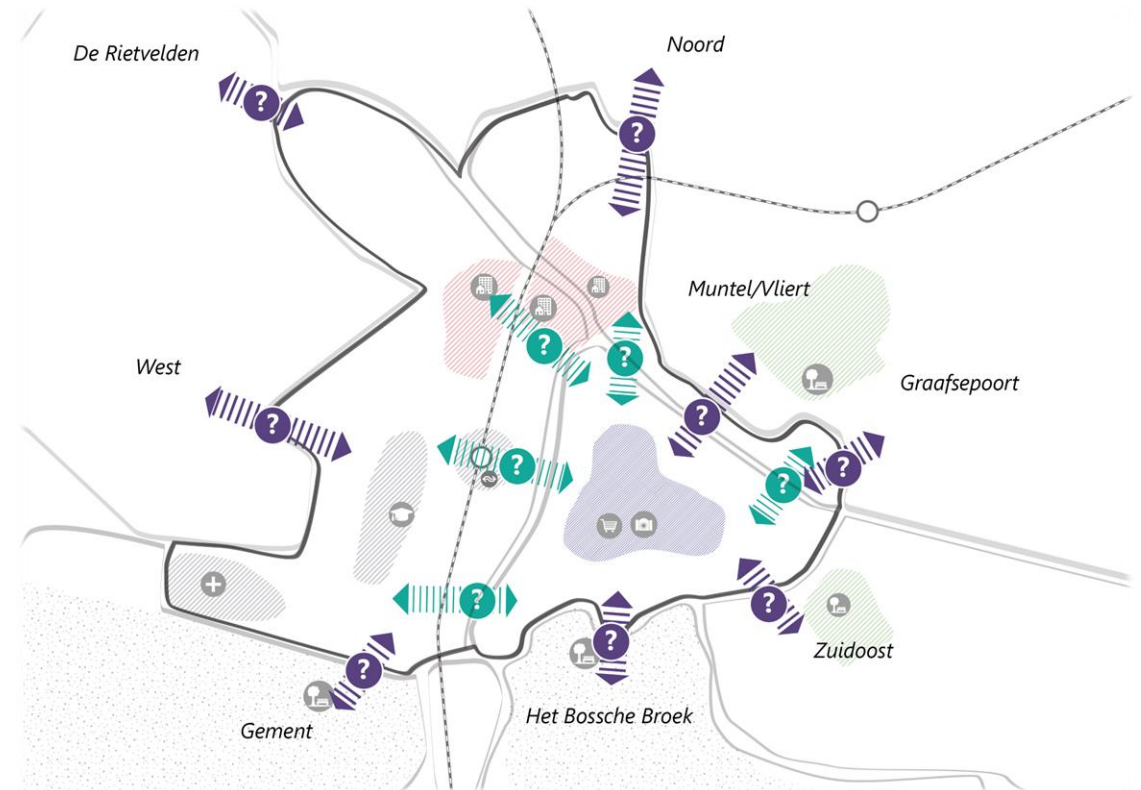 De Rietvelden
Noord
?
?
Muntel/Vliert
?
?
West
Graafsepoort
?
?
?
?
?
?
?
?
Zuidoost
?
?
Het Bossche Broek
Gement